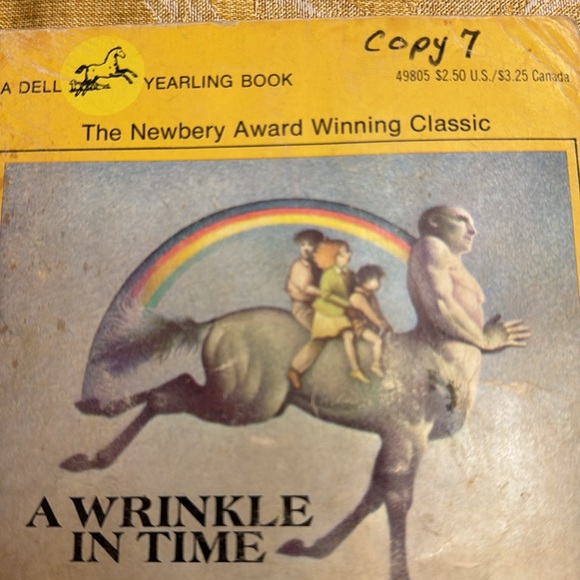 Copy 7
A DELL YEARLING BOOK
49805 $2.50 U.S./$3.25 Canada
The Newbery Award Winning Classic
A WRINKLE
IN TIME